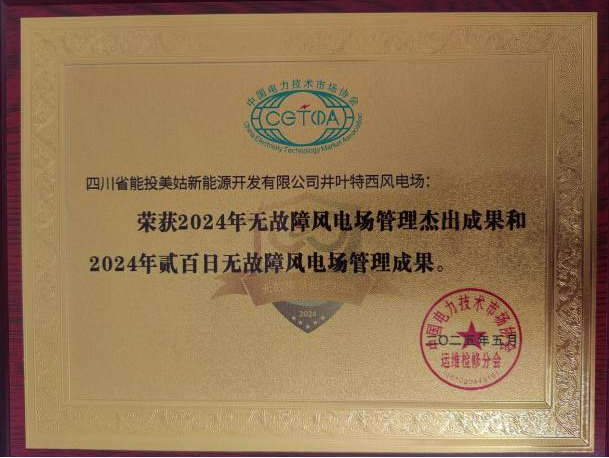 中国电力技术市场协会
CETMA
China Electricity Technology Market Association
四川省能投美姑新能源开发有限公司井叶特西风电场：
荣获2024年无故障风电场管理杰出成果和
2024年贰百日无故障风电场管理成果。
2024
中国电力技术市场协会
二〇二五年五月
运维检修分会